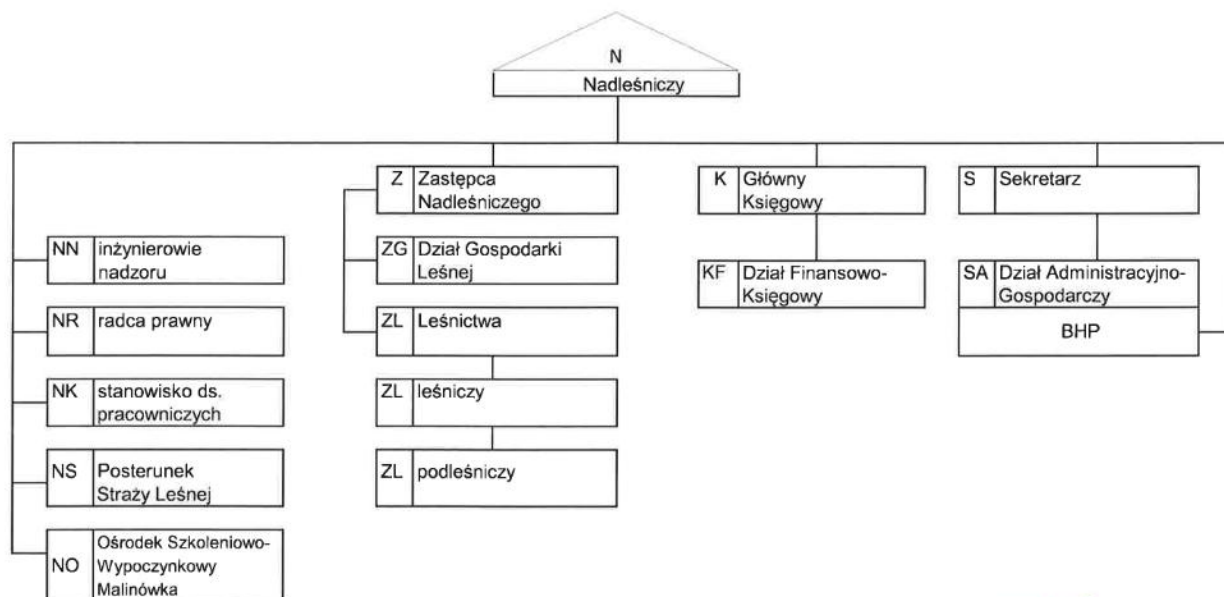 N
Nadleśniczy
Z Zastępca
Nadleśniczego
K Główny
Księgowy
S Sekretarz
NN inżynierowie
nadzoru
ZG Dział Gospodarki
Leśnej
KF Dział Finansowo-
Księgowy
SA Dział Administracyjno-
Gospodarczy
BHP
NR radca prawny
ZL Leśnictwa
NK stanowisko ds.
pracowniczych
ZL leśniczy
NS Posterunek
Straży Leśnej
ZL podleśniczy
NO Ośrodek Szkoleniowo-
Wypoczynkowy
Malinówka